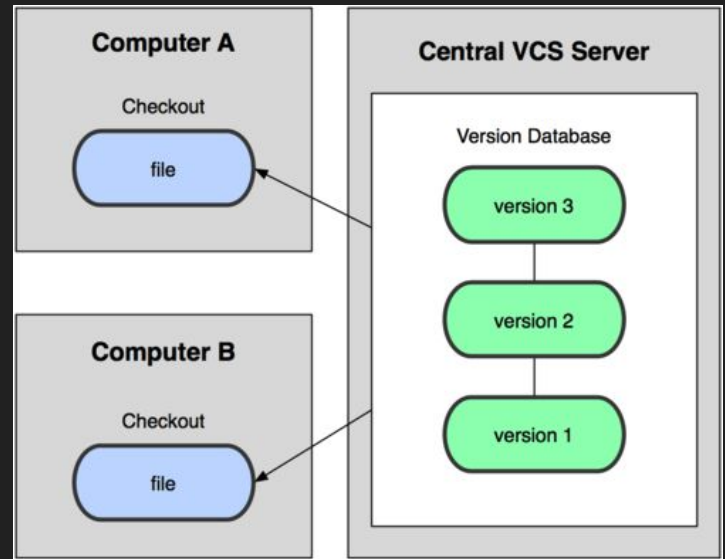 Computer A
Checkout
file
Computer B
Checkout
file
Central VCS Server
Version Database
version 3
version 2
version 1